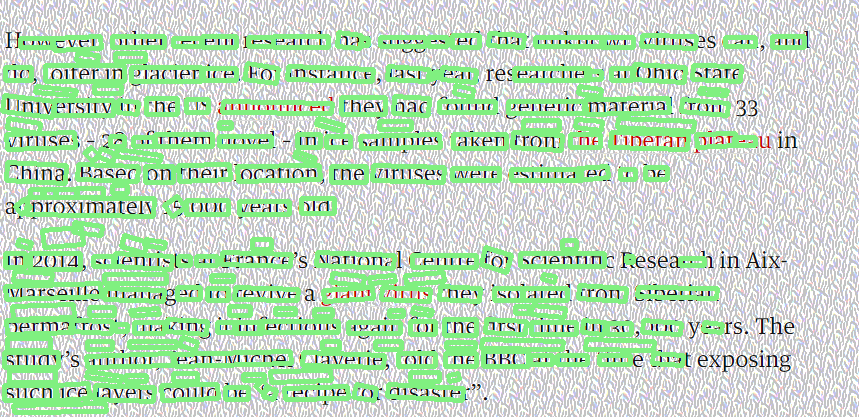 However other recent research has suggested that unknown viruses can, and
do, loiter in glacier ice. For instance, last year researchers at Ohio State
University in the US announced they had found genetic material from 33
viruses – 28 of them novel – in ice samples taken from the Tibetan plateau in
China. Based on their location, the viruses were estimated to be
approximately 15,000 years old.
In 2014, scientists at France’s National Centre for Scientific Research in Aix-
Marseille managed to revive a giant virus they isolated from Siberian
permafrost, making it infectious again for the first time in 30,000 years. The
study’s author, Jean-Michel Claverie, told the BBC at the time that exposing
such ice layers could be “a recipe for disaster”.